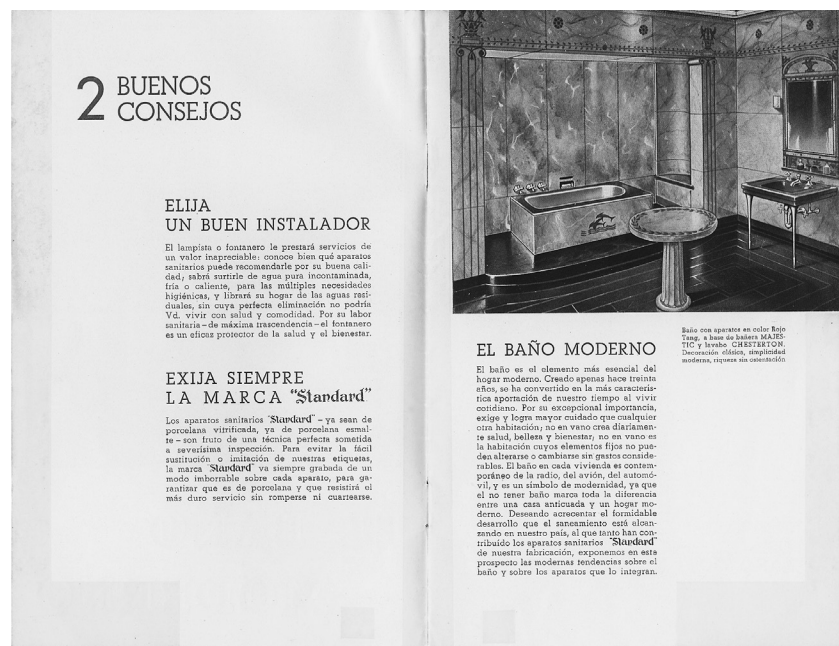 2 BUENOS
CONSEJOS
ELIJA
UN BUEN INSTALADOR
El lampista o fontanero le prestará servicios de
un valor inapreciable: conoce bien qué aparatos
sanitarios puede recomendarle por su buena cali-
dad; sabrá surtirle de agua pura incontaminada,
fría o caliente, para las múltiples necesidades
higiénicas, y librará su hogar de las aguas resi-
duales, sin cuya perfecta eliminación no podría
Vd. vivir con salud y comodidad. Por su labor
sanitaria – de máxima trascendencia – el fontanero
es un eficaz protector de la salud y el bienestar.
EXIJA SIEMPRE
LA MARCA "Standard"
Los aparatos sanitarios "Standard" – ya sean de
porcelana vitrificada, ya de porcelana esmal-
te – son fruto de una técnica perfecta sometida
a severísima inspección. Para evitar la fácil
sustitución o imitación de nuestras etiquetas,
la marca "Standard" va siempre grabada de un
modo imborrable sobre cada aparato, para ga-
rantizar que es de porcelana y que resistirá el
más duro servicio sin romperse ni cuartearse.
Baño con aparatos en color Rojo
Tang, a base de bañera MAJES-
TIC y lavabo CHESTERTON.
Decoración clásica, simplicidad
moderna, riqueza sin ostentación
EL BAÑO MODERNO
El baño es el elemento más esencial del
hogar moderno. Creado apenas hace treinta
años, se ha convertido en la más caracterís-
tica aportación de nuestro tiempo al vivir
cotidiano. Por su excepcional importancia,
exige y logra mayor cuidado que cualquier
otra habitación; no en vano crea diariamen-
te salud, belleza y bienestar; no en vano es
la habitación cuyos elementos fijos no pue-
den alterarse o cambiarse sin gastos conside-
rables. El baño en cada vivienda es contem-
poráneo de la radio, del avión, del automó-
vil, y es un símbolo de modernidad, ya que
el no tener baño marca toda la diferencia
entre una casa anticuada y un hogar mo-
derno. Deseando acrecentar el formidable
desarrollo que el saneamiento está alcan-
zando en nuestro país, al que tanto han con-
tribuído los aparatos sanitarios "Standard"
de nuestra fabricación, exponemos en este
prospecto las modernas tendencias sobre el
baño y sobre los aparatos que lo integran.